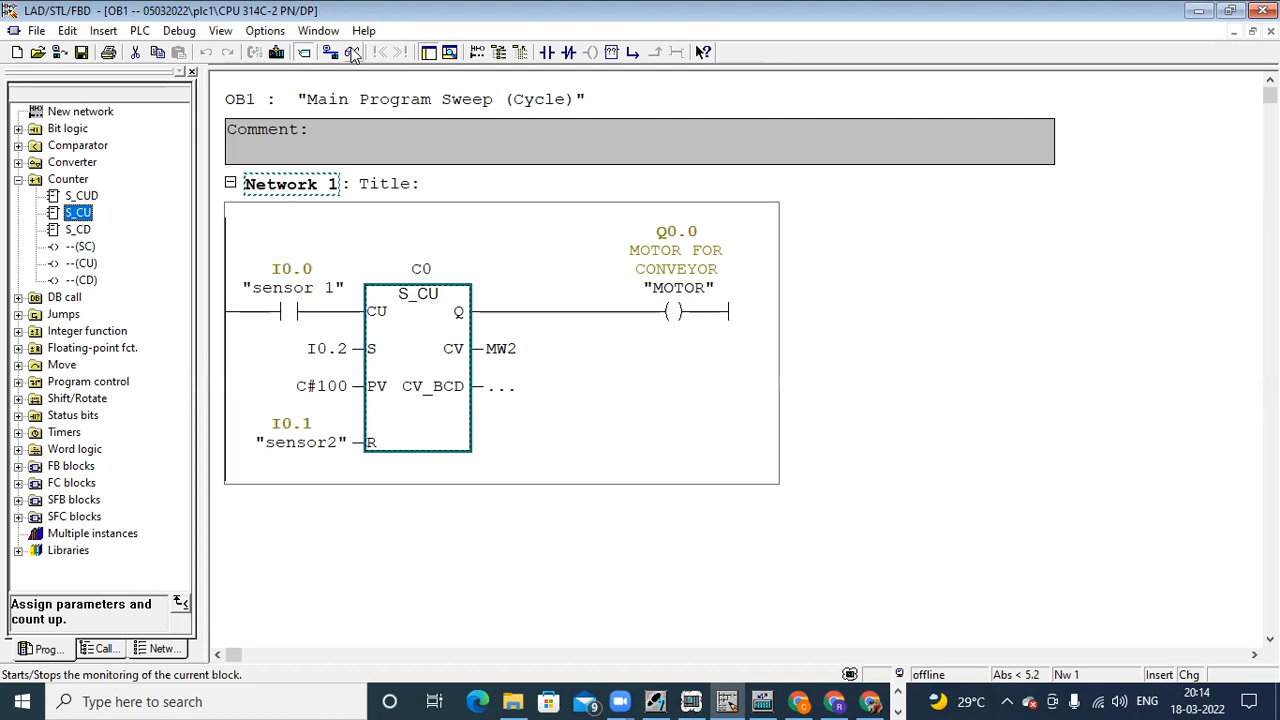 LAD/STL/FBD - [OB1 -- 05032022\plc1\CPU 314C-2 PN/DP]
File Edit Insert PLC Debug View Options Window Help
New network
Bit logic
Comparator
Converter
Counter
S_CUD
S_CU
S_CD
--(SC)
--(CU)
--(CD)
DB call
Jumps
Integer function
Floating-point fct.
Move
Program control
Shift/Rotate
Status bits
Timers
Word logic
FB blocks
FC blocks
SFB blocks
SFC blocks
Multiple instances
Libraries
Assign parameters and
count up.
Prog... Call... Netw...
OB1 : "Main Program Sweep (Cycle)"
Comment:
Network 1: Title:
Q0.0
MOTOR FOR
CONVEYOR
"MOTOR"
I0.0
"sensor 1"
C0
S_CU
CU Q
I0.2 S CV MW2
C#100 PV CV_BCD ...
I0.1
"sensor2" R
Starts/Stops the monitoring of the current block.
offline Abs < 5.2 Nw 1 Insert Chg
Type here to search
9
29°C
ENG
20:14
18-03-2022